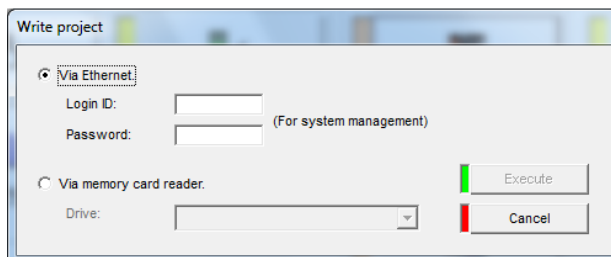 Write project
Via Ethernet.
Login ID:
(For system management)
Password:
Via memory card reader.
Execute
Drive:
Cancel